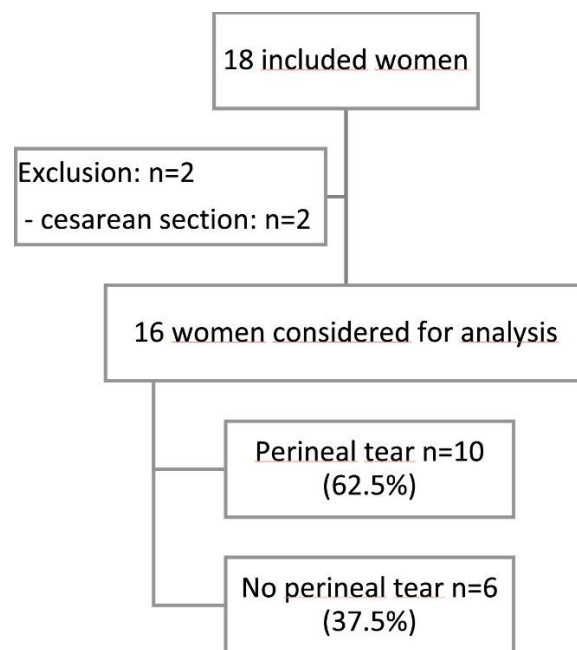 18 included women
Exclusion: n=2
- cesarean section: n=2
16 women considered for analysis
Perineal tear n=10
(62.5%)
No perineal tear n=6
(37.5%)